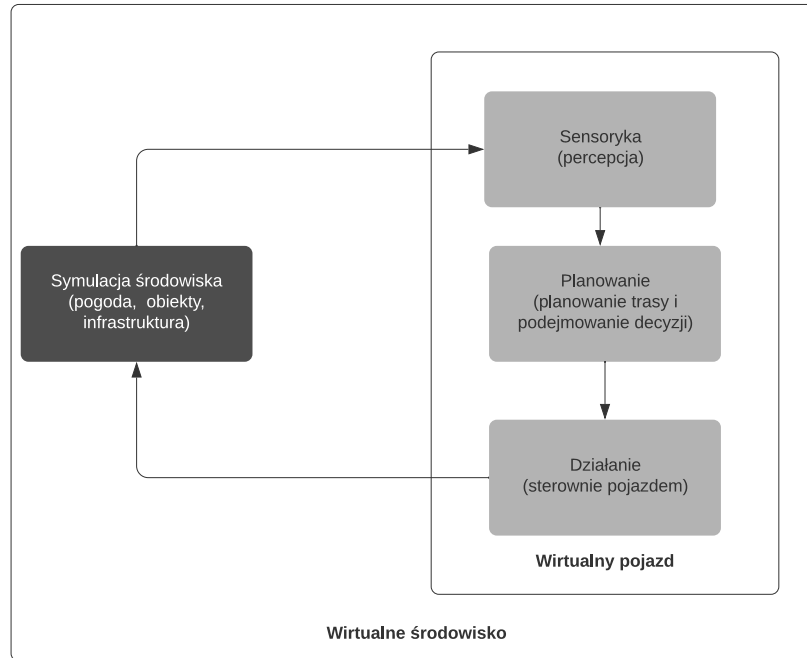 Sensoryka
(percepcja)
Symulacja środowiska
(pogoda,  obiekty,
infrastruktura)
Planowanie
(planowanie trasy i
podejmowanie decyzji)
Działanie
(sterownie pojazdem)
Wirtualny pojazd
Wirtualne środowisko